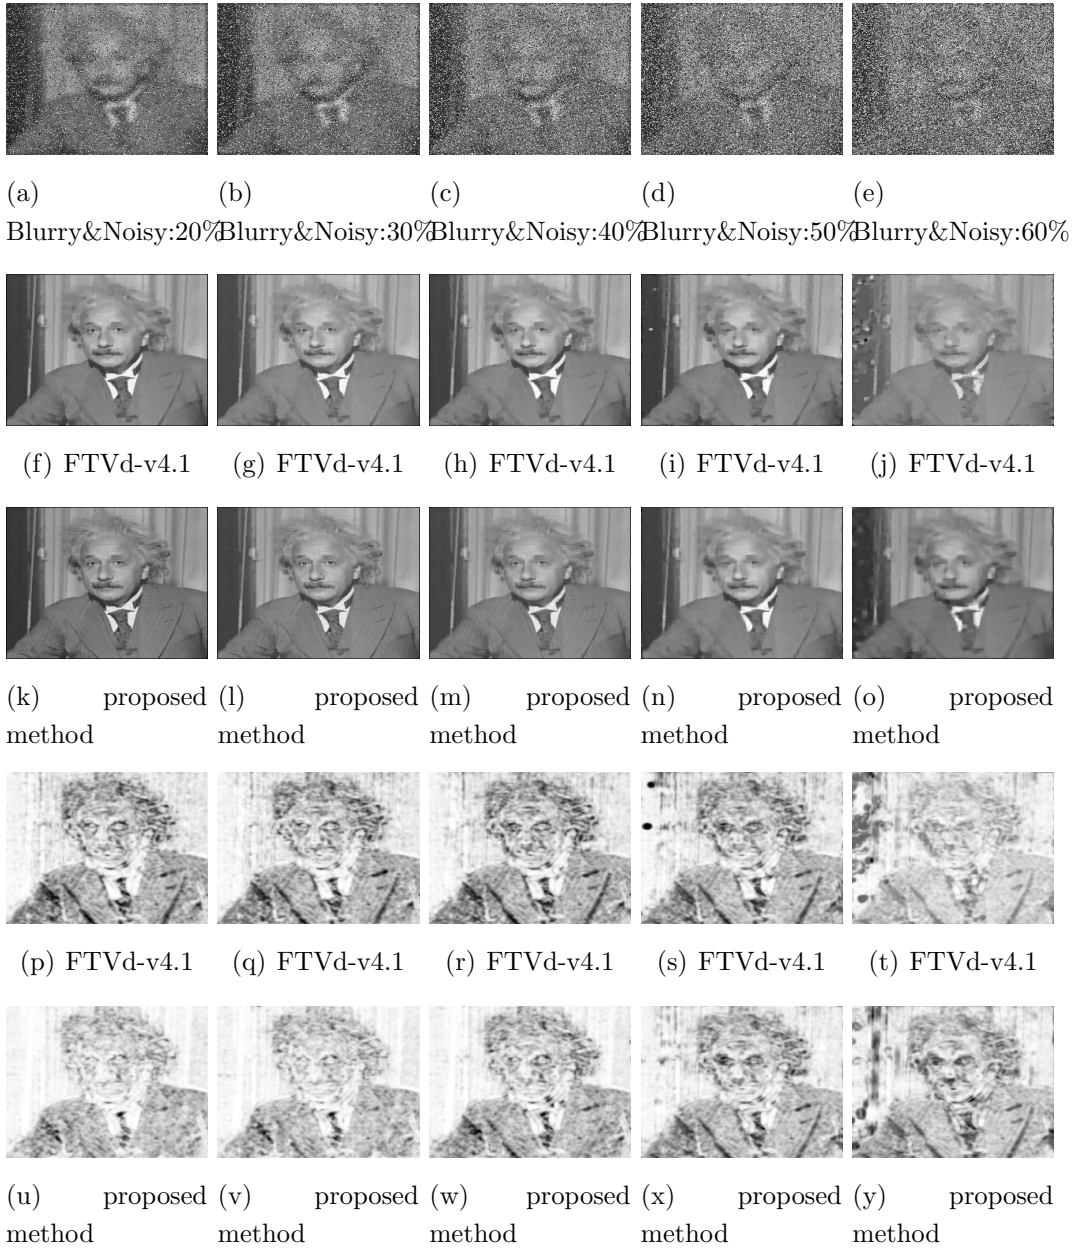 (a) (b) (c) (d) (e)
Blurry&Noisy:20% Blurry&Noisy:30% Blurry&Noisy:40% Blurry&Noisy:50% Blurry&Noisy:60%
(f) FTVd-v4.1 (g) FTVd-v4.1 (h) FTVd-v4.1 (i) FTVd-v4.1 (j) FTVd-v4.1
(k) proposed (l) proposed (m) proposed (n) proposed (o) proposed
method method method method method
(p) FTVd-v4.1 (q) FTVd-v4.1 (r) FTVd-v4.1 (s) FTVd-v4.1 (t) FTVd-v4.1
(u) proposed (v) proposed (w) proposed (x) proposed (y) proposed
method method method method method